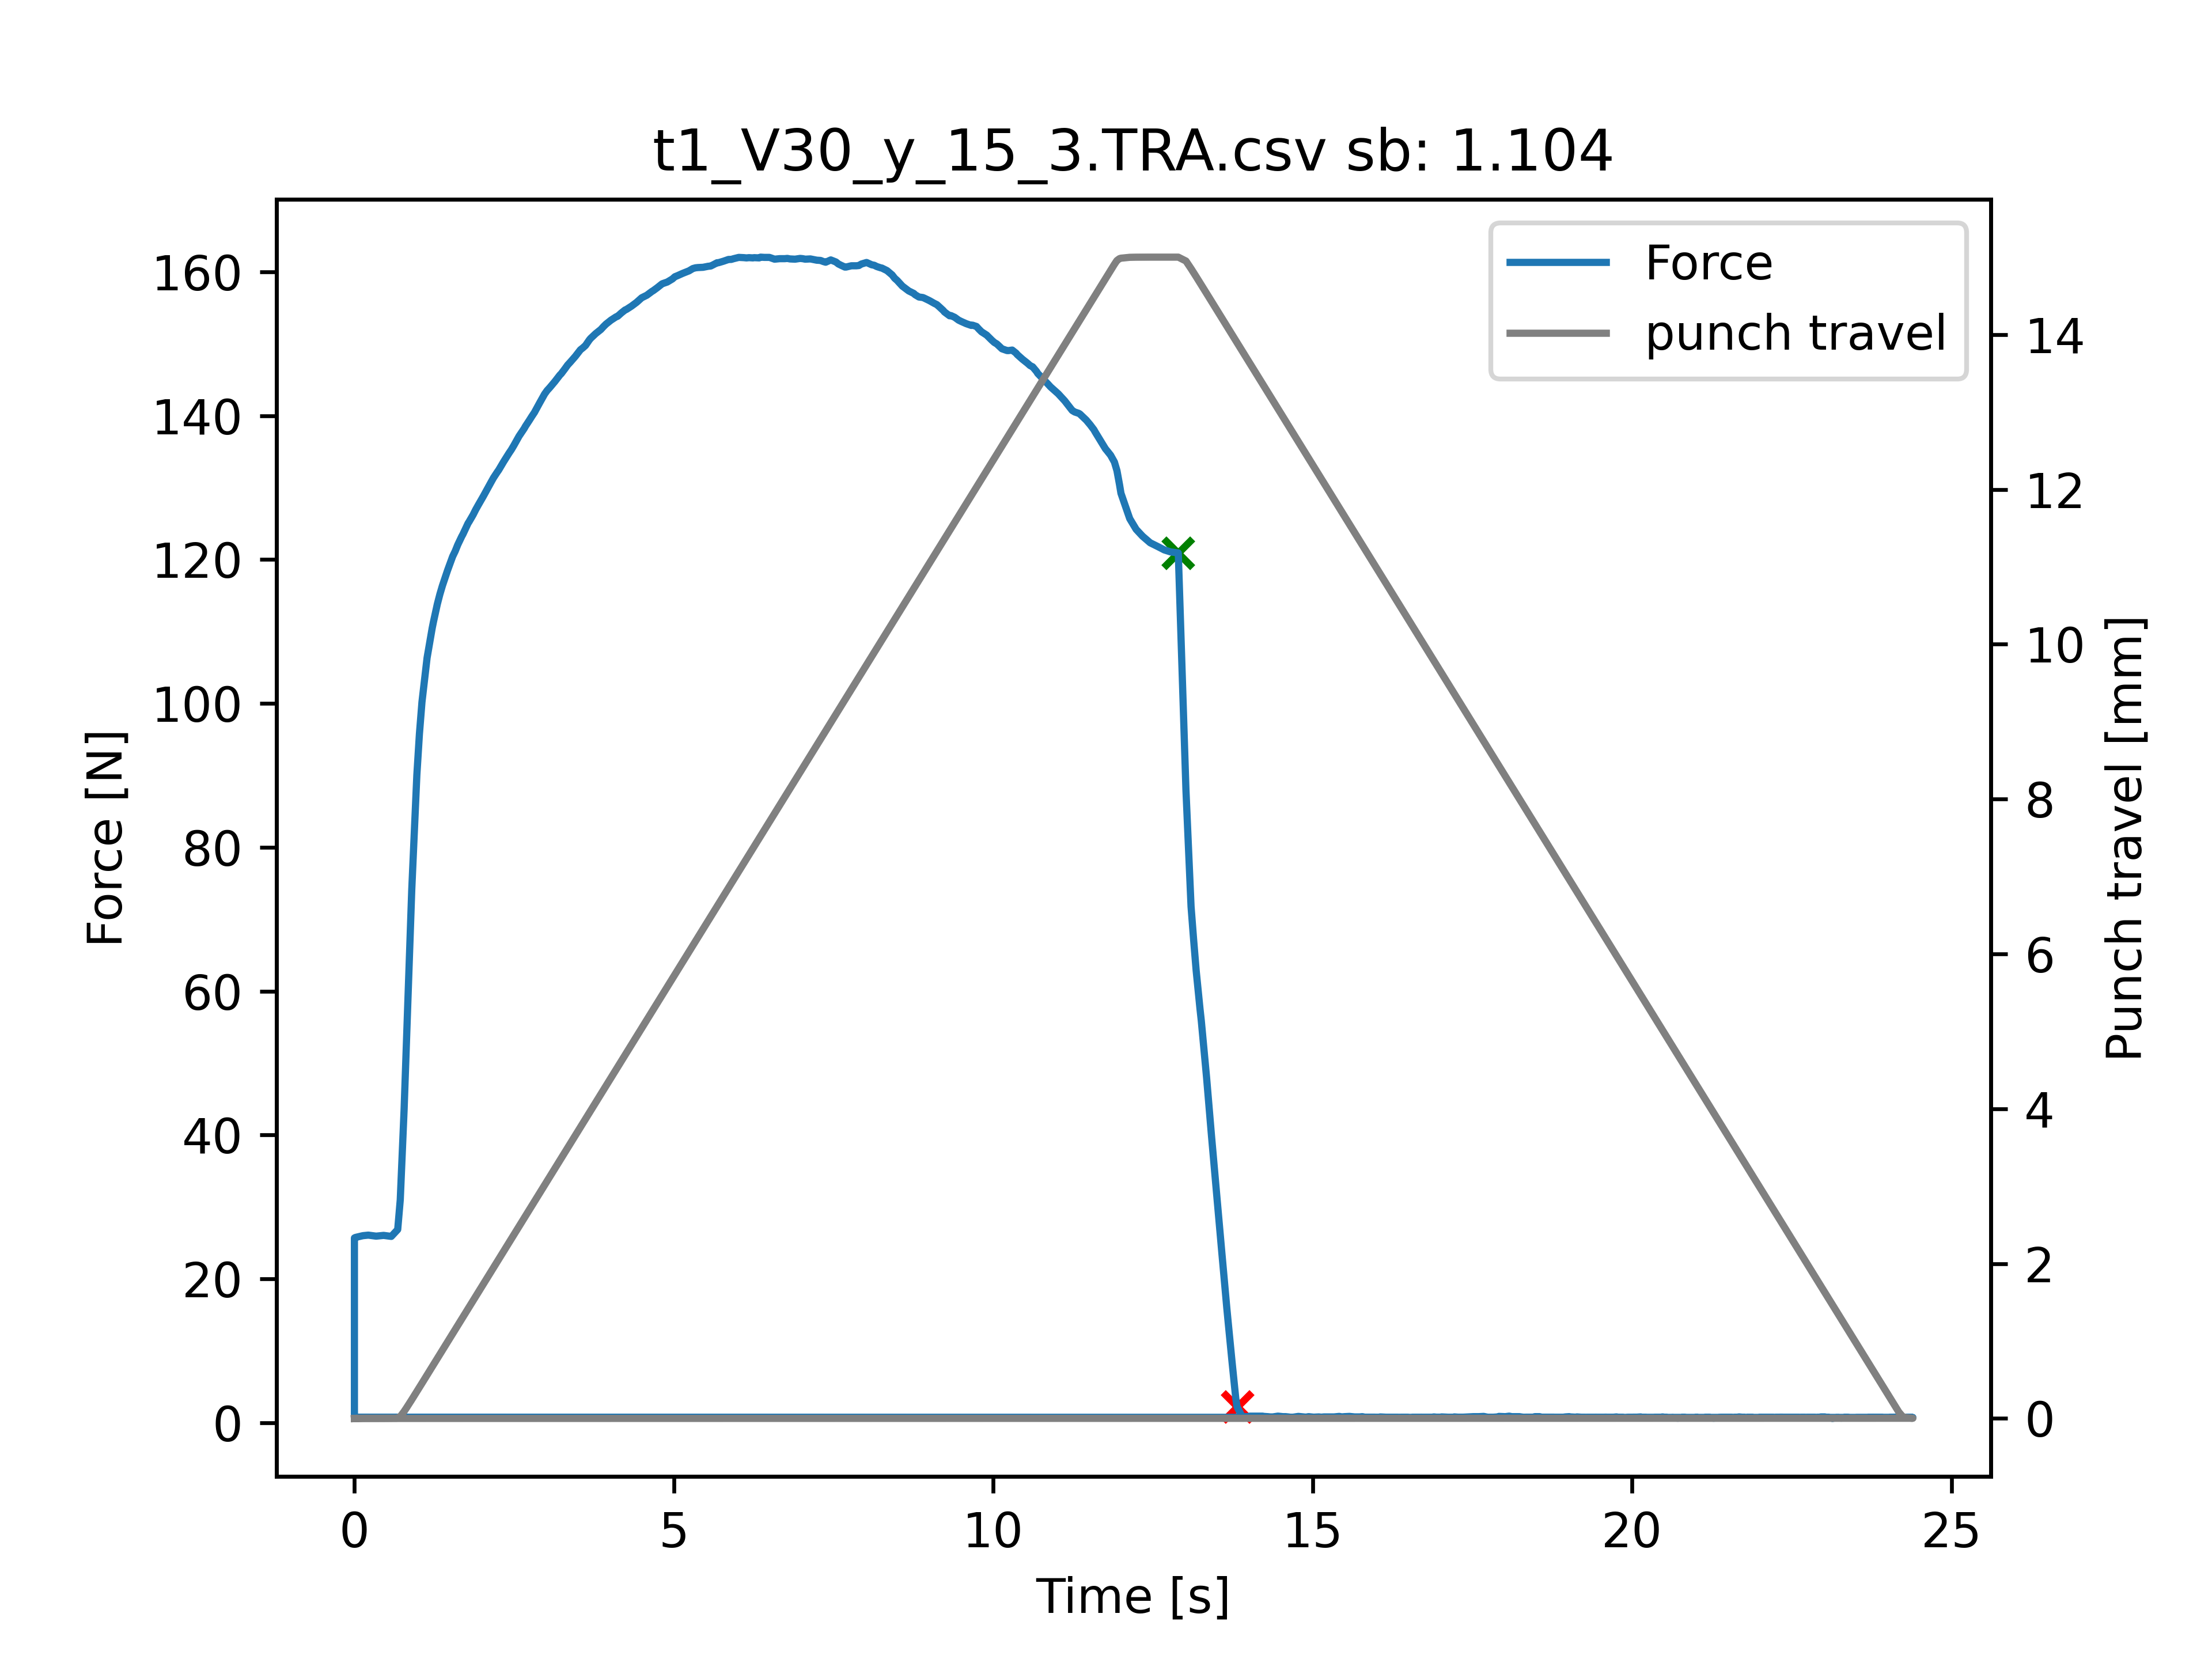 t1_V30_y_15_3.TRA.csv sb: 1.104
Force
punch travel
160
140
120
100
80
60
40
20
0
Force [N]
14
12
10
8
6
4
2
0
Punch travel [mm]
0 5 10 15 20 25
Time [s]